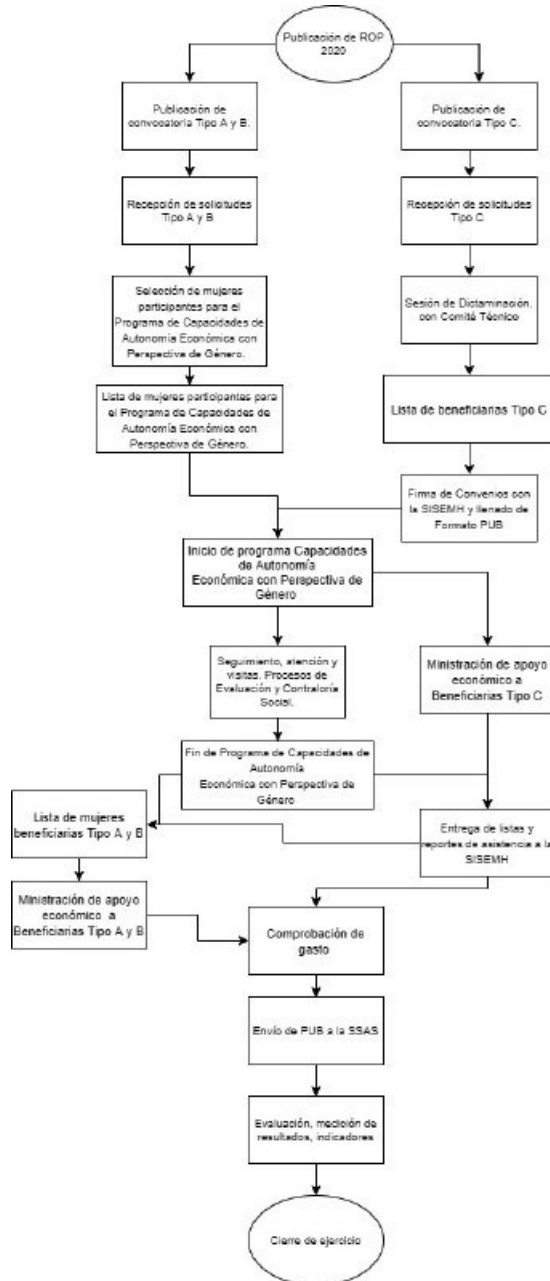 Publicación de ROP
2020
Publicación de
convocatoria Tipo A y B.
Publicación de
convocatoria Tipo C.
Recepción de solicitudes
Tipo A y B
Recepción de solicitudes
Tipo C
Selección de mujeres
participantes para el
Programa de Capacidades de
Autonomía Económica con
Perspectiva de Género.
Sesión de Dictaminación.
con Comité Técnico
Lista de mujeres participantes para
el Programa de Capacidades de
Autonomía Económica con
Perspectiva de Género.
Lista de beneficiarias Tipo C
Firma de Convenios con
la SISEMH y llenado de
Formato PUB
Inicio de programa Capacidades
de Autonomía
Económica con Perspectiva de
Género
Seguimiento, atención y
visitas. Procesos de
Evaluación y Contraloría
Social.
Ministración de apoyo
económico a
Beneficiarias Tipo C
Fin de Programa de Capacidades de
Autonomía
Económica con Perspectiva de
Género
Lista de mujeres
beneficiarias Tipo A y B
Entrega de listas y
reportes de asistencia a la
SISEMH
Ministración de apoyo
económico a
Beneficiarias Tipo A y B
Comprobación de
gasto
Envío de PUB a la SSAS
Evaluación, medición de
resultados, indicadores
Cierre de ejercicio